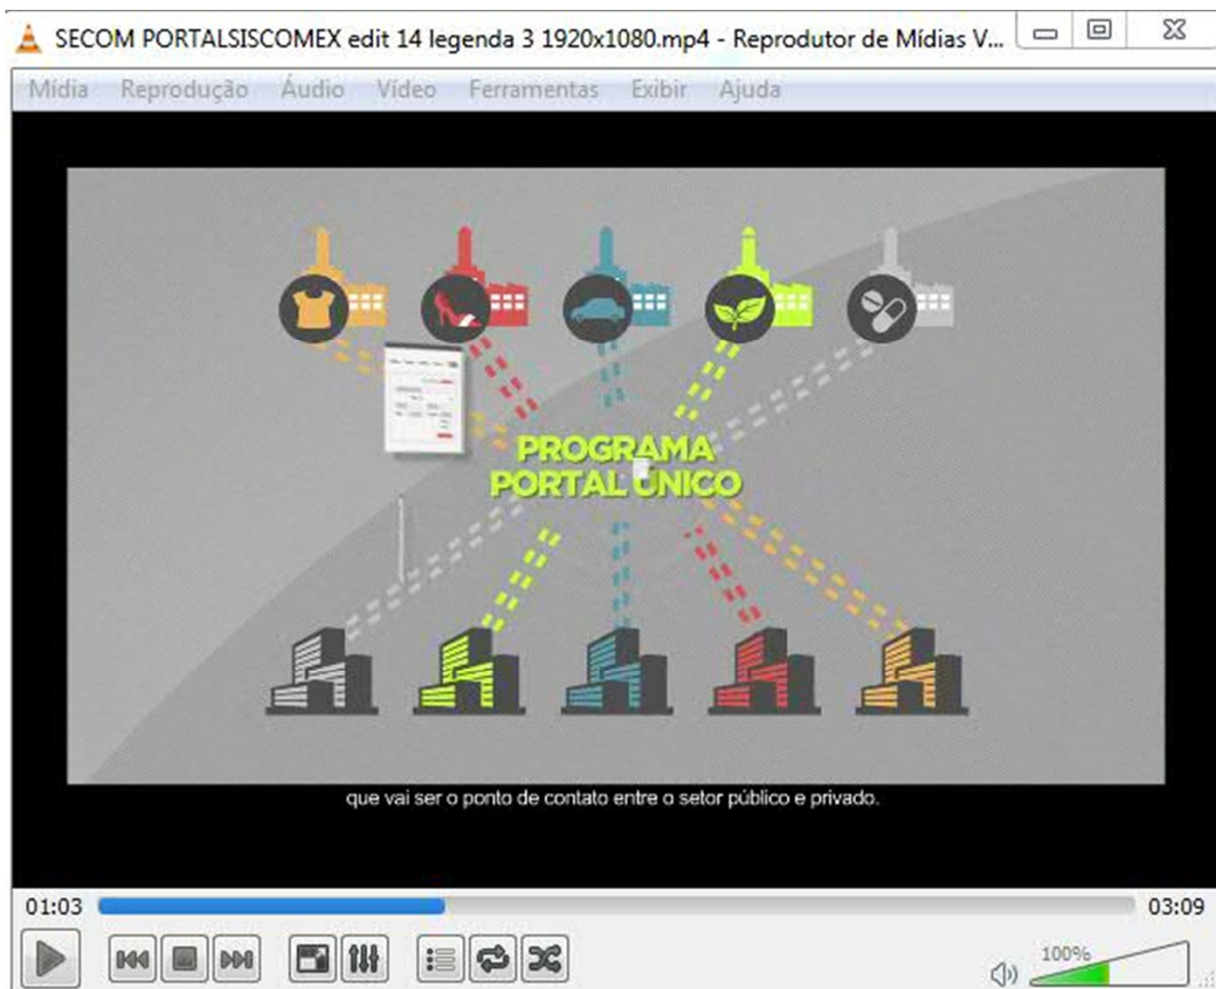 SECOM PORTALSISCOMEX edit 14 legenda 3 1920x1080.mp4 - Reprodutor de Mídias V...
Mídia Reprodução Áudio Vídeo Ferramentas Exibir Ajuda
PROGRAMA
PORTAL ÚNICO
que vai ser o ponto de contato entre o setor público e privado.
01:03 03:09
100%